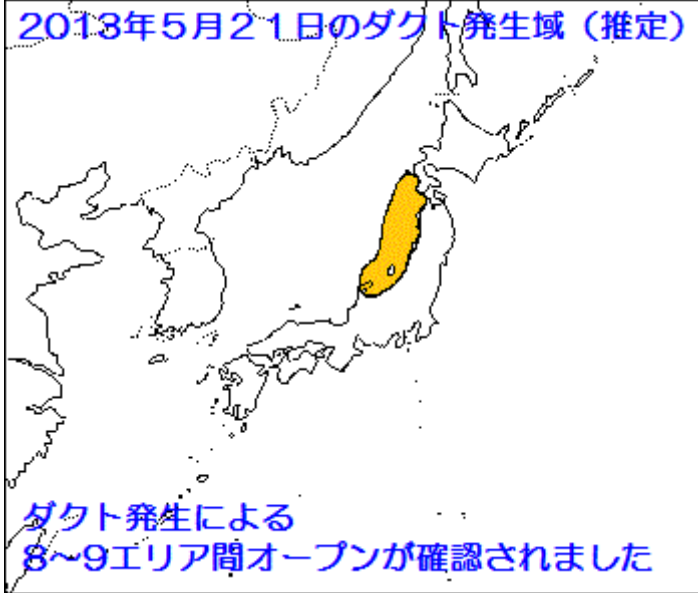 2013年５月２１日のダクト発生域（推定）
ダクト発生による
８～９エリア間オープンが確認されました